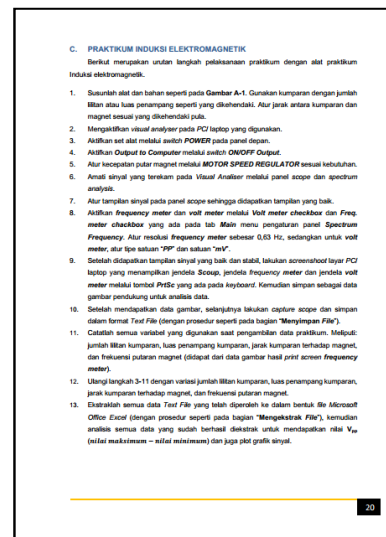 C. PRAKTIKUM INDUKSI ELEKTROMAGNETIK
Berikut merupakan urutan langkah pelaksanaan praktikum dengan alat praktikum
Induksi elektromagnetik.
1. Susunlah alat dan bahan seperti pada Gambar A-1. Gunakan kumparan dengan jumlah
lilitan atau luas penampang seperti yang dikehendaki. Atur jarak antara kumparan dan
magnet sesuai yang dikehendaki pula.
2. Mengaktifkan visual analyser pada PC/ laptop yang digunakan.
3. Aktifkan set alat melalui switch POWER pada panel depan.
4. Aktifkan Output to Computer melalui switch ON/OFF Output.
5. Atur kecepatan putar magnet melalui MOTOR SPEED REGULATOR sesuai kebutuhan.
6. Amati sinyal yang terekam pada Visual Analiser melalui panel scope dan spectrum
analysis.
7. Atur tampilan sinyal pada panel scope sehingga didapatkan tampilan yang baik.
8. Aktifkan frequency meter dan volt meter melalui Volt meter checkbox dan Freq.
meter chackbox yang ada pada tab Main menu pengaturan panel Spectrum
Frequency. Atur resolusi frequency meter sebesar 0,63 Hz, sedangkan untuk volt
meter, atur tipe satuan "PP" dan satuan "mV".
9. Setelah didapatkan tampilan sinyal yang baik dan stabil, lakukan screenshoot layar PC/
laptop yang menampilkan jendela Scoup, jendela frequency meter dan jendela volt
meter melalui tombol PrtSc yang ada pada keyboard. Kemudian simpan sebagai data
gambar pendukung untuk analisis data.
10. Setelah mendapatkan data gambar, selanjutnya lakukan capture scope dan simpan
dalam format Text File (dengan prosedur seperti pada bagian "Menyimpan File").
11. Catatlah semua variabel yang digunakan saat pengambilan data praktikum. Meliputi:
jumlah lilitan kumparan, luas penampang kumparan, jarak kumparan terhadap magnet,
dan frekuensi putaran magnet (didapat dari data gambar hasil print screen frequency
meter).
12. Ulangi langkah 3-11 dengan variasi jumlah lilitan kumparan, luas penampang kumparan,
jarak kumparan terhadap magnet, dan frekuensi putaran magnet.
13. Ekstraklah semua data Text File yang telah diperoleh ke dalam bentuk file Microsoft
Office Excel (dengan prosedur seperti pada bagian "Mengekstrak File"), kemudian
analisis semua data yang sudah berhasil diekstrak untuk mendapatkan nilai Vpp
(nilai maksimum − nilai minimum) dan juga plot grafik sinyal.
20